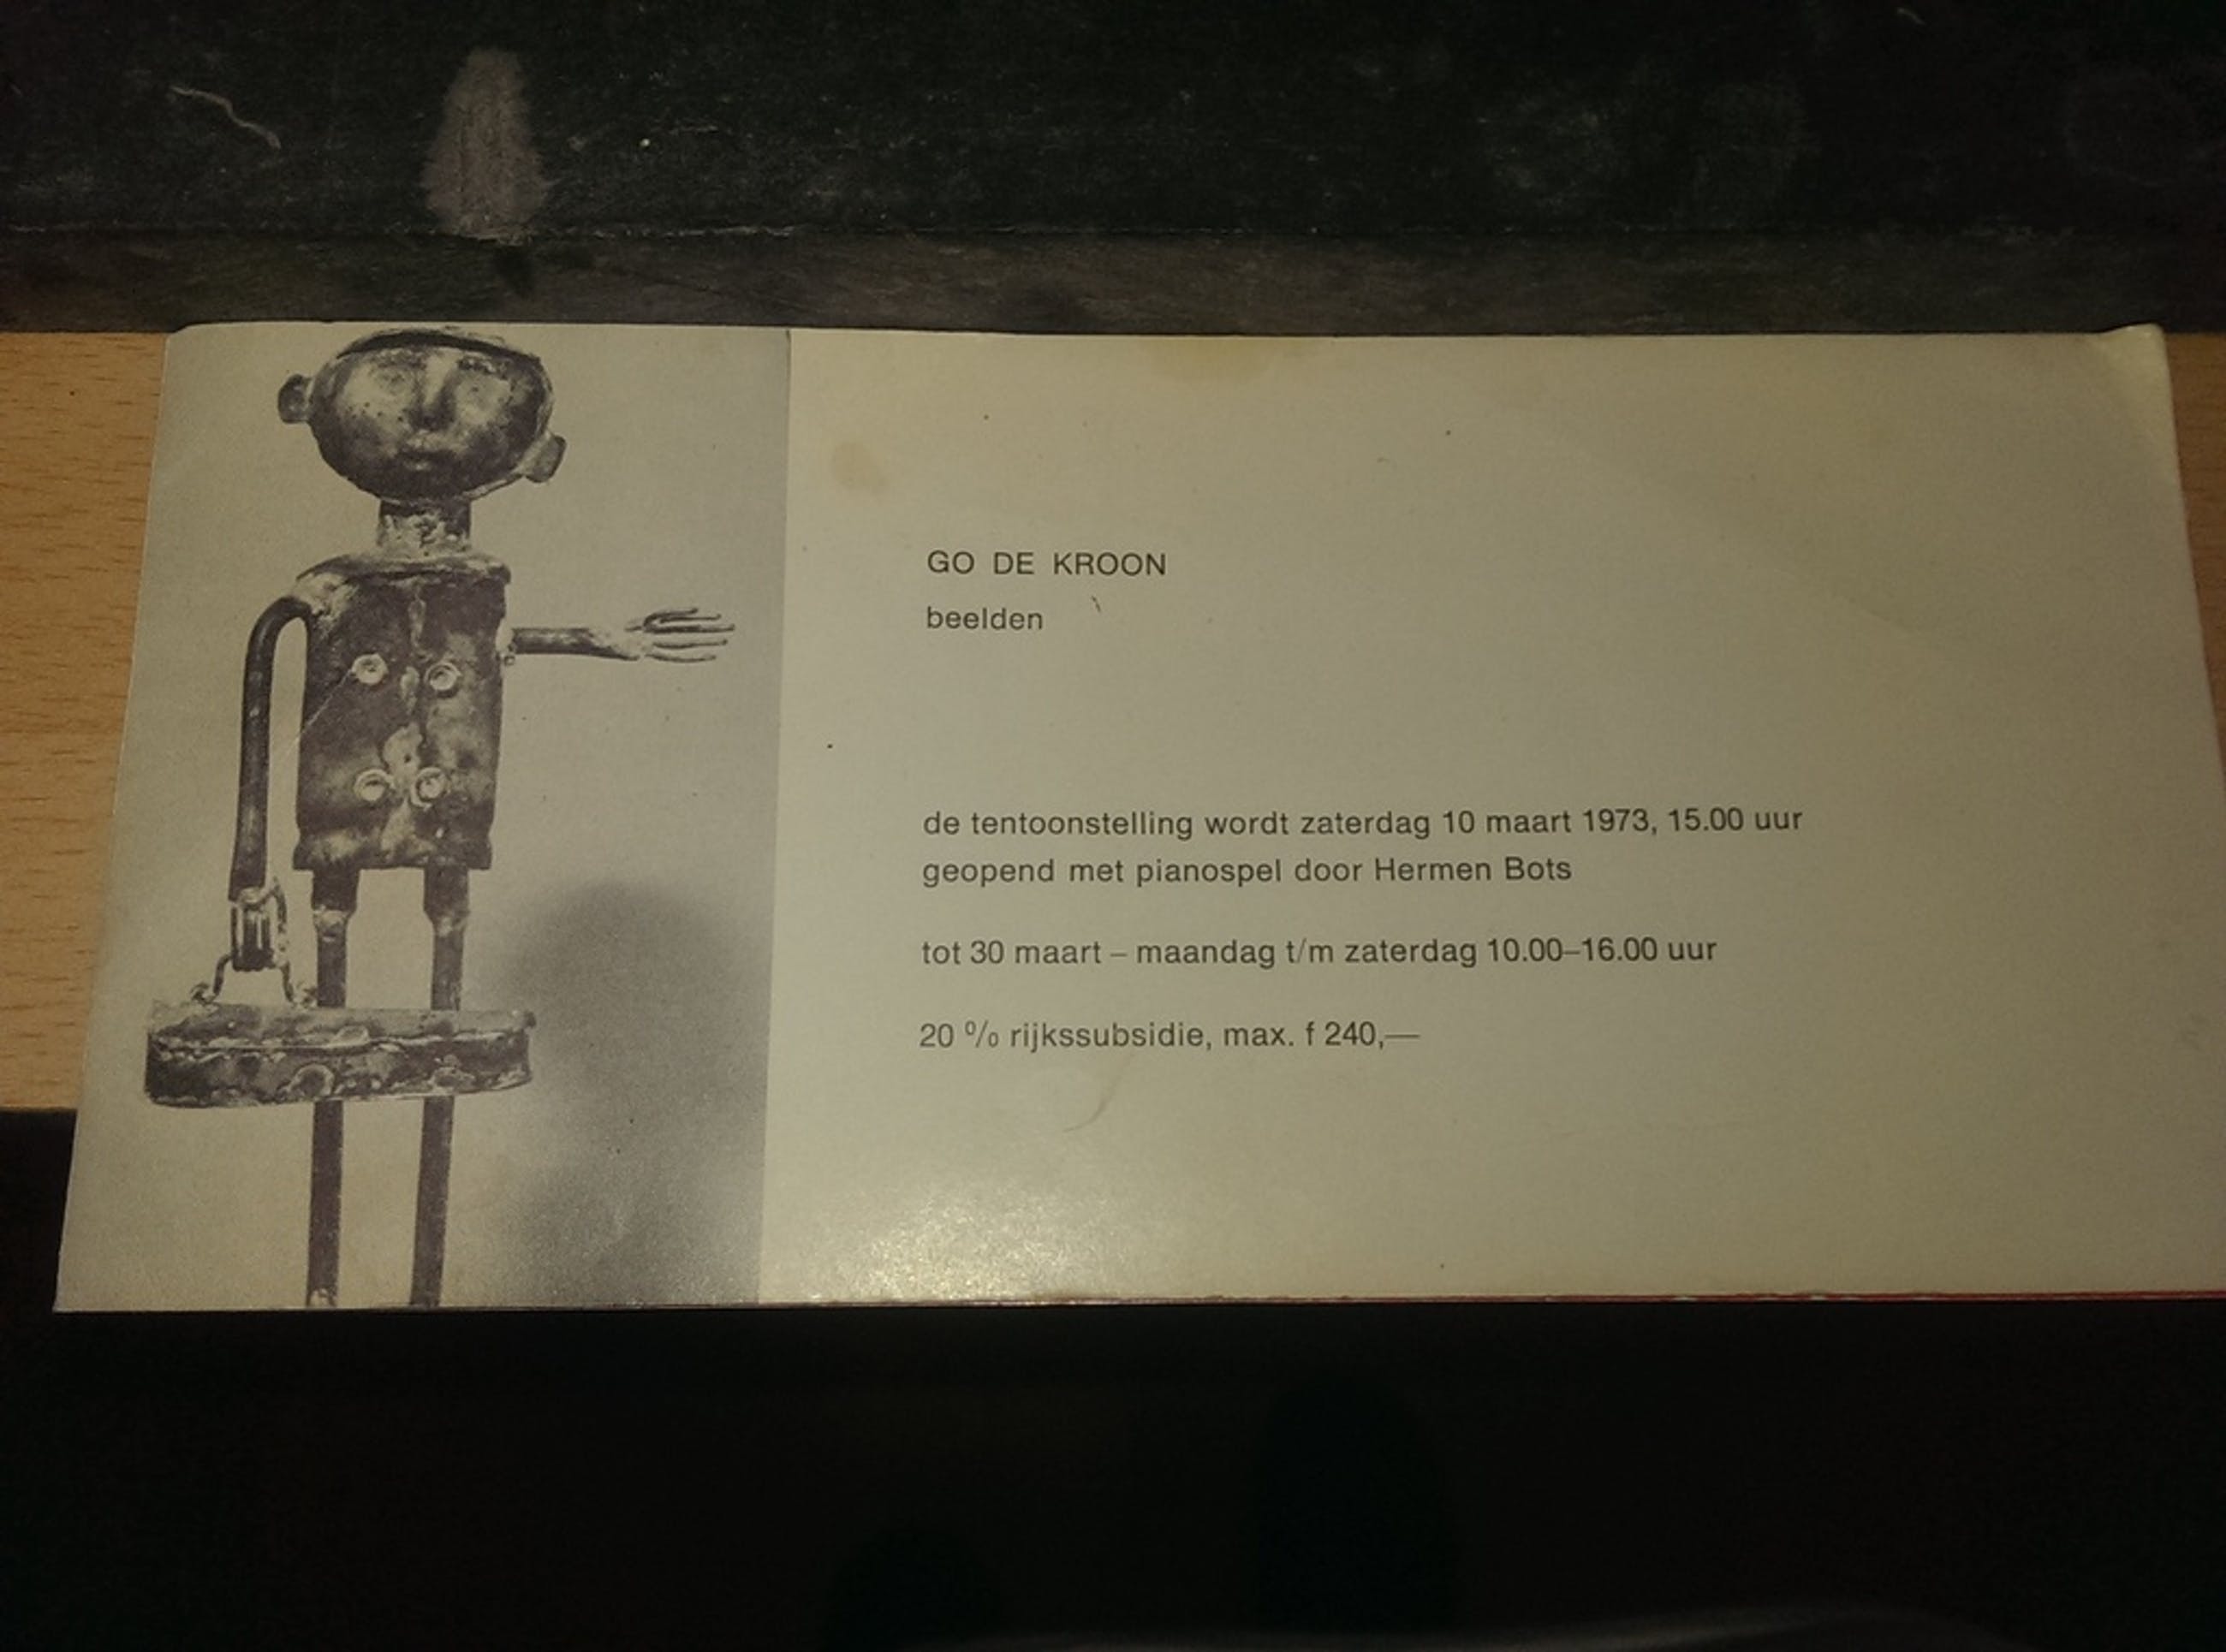 GO DE KROON
beelden
de tentoonstelling wordt zaterdag 10 maart 1973, 15.00 uur
geopend met pianospel door Hermen Bots
tot 30 maart – maandag t/m zaterdag 10.00–16.00 uur
20 % rijkssubsidie, max. f 240,—